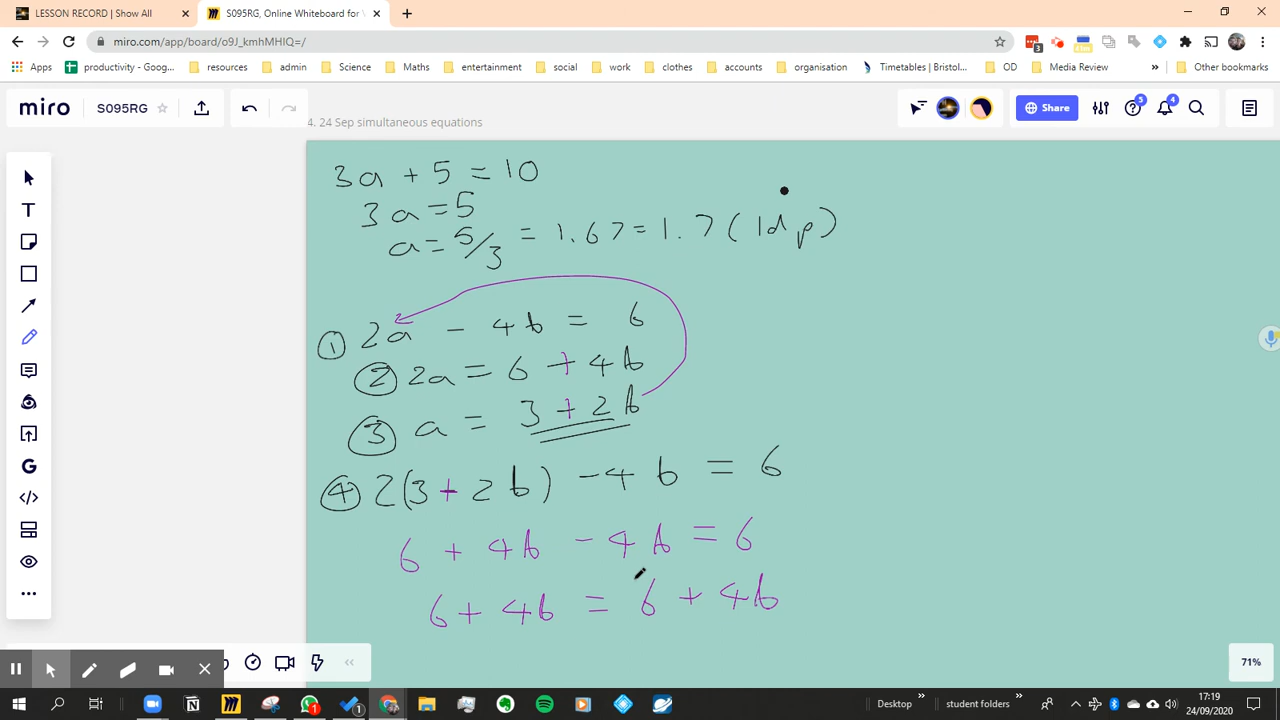 LESSON RECORD | Show All
S095RG, Online Whiteboard for
miro.com/app/board/o9J_kmhMHIQ=/
Apps
productivity - Goog...
resources
admin
Science
Maths
entertainment
social
work
clothes
accounts
organisation
Timetables | Bristol...
OD
Media Review
»
Other bookmarks
miro
S095RG
Share
5
4
4. 24 Sep simultaneous equations
3a + 5 = 10
3a = 5
a = 5/3 = 1.67 = 1.7 (1dp)
① 2a - 4b = 6
② 2a = 6 + 4b
③ a = 3 + 2b
④ 2(3 + 2b) - 4b = 6
6 + 4b - 4b = 6
6 + 4b = 6 + 4b
71%
Desktop
student folders
17:19
24/09/2020